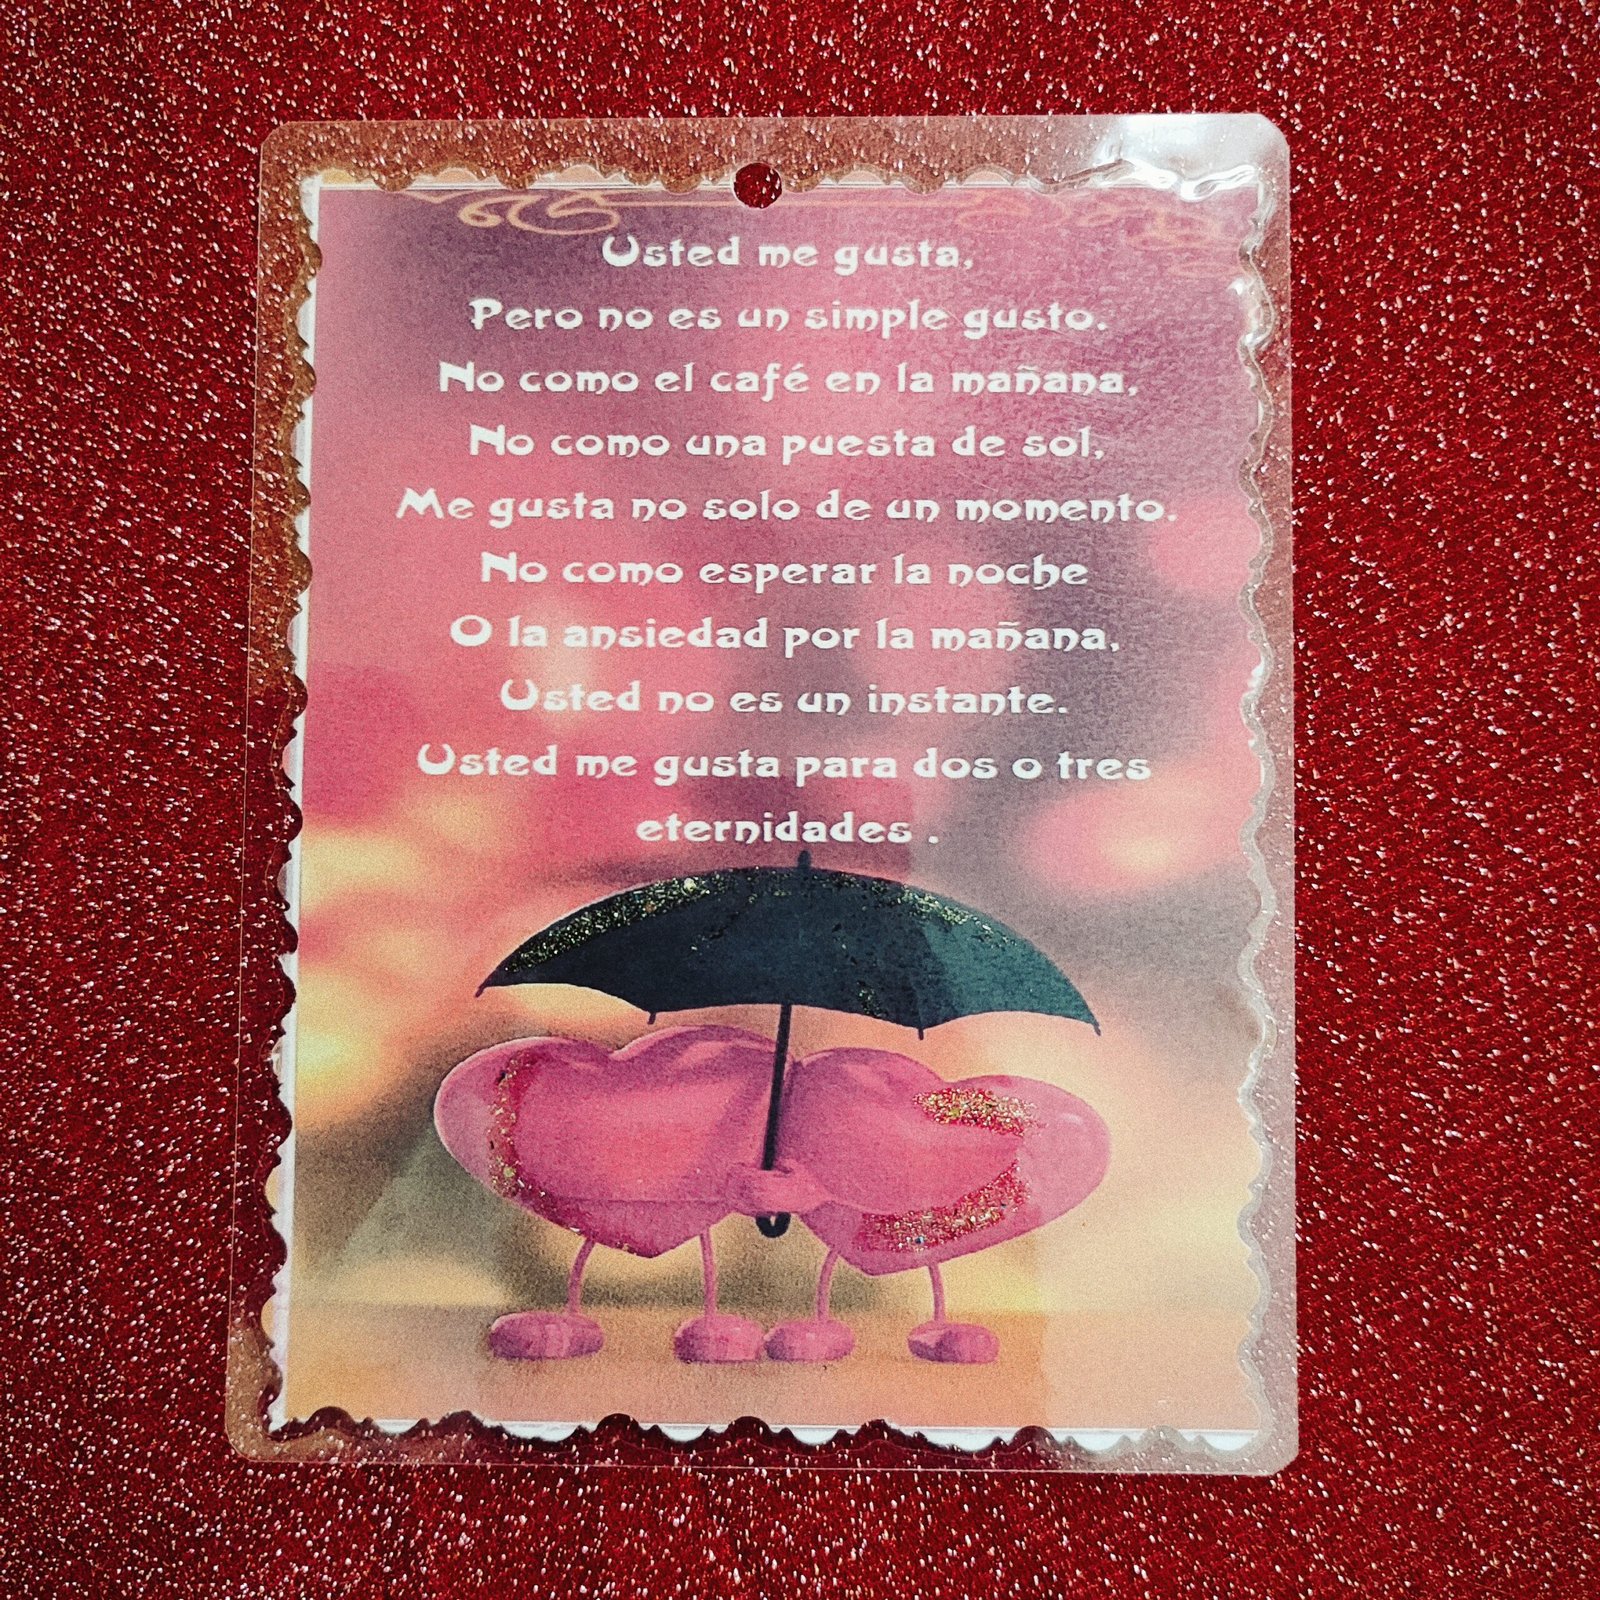 Usted me gusta,
Pero no es un simple gusto.
No como el café en la mañana,
No como una puesta de sol,
Me gusta no solo de un momento.
No como esperar la noche
O la ansiedad por la mañana,
Usted no es un instante.
Usted me gusta para dos o tres
eternidades .